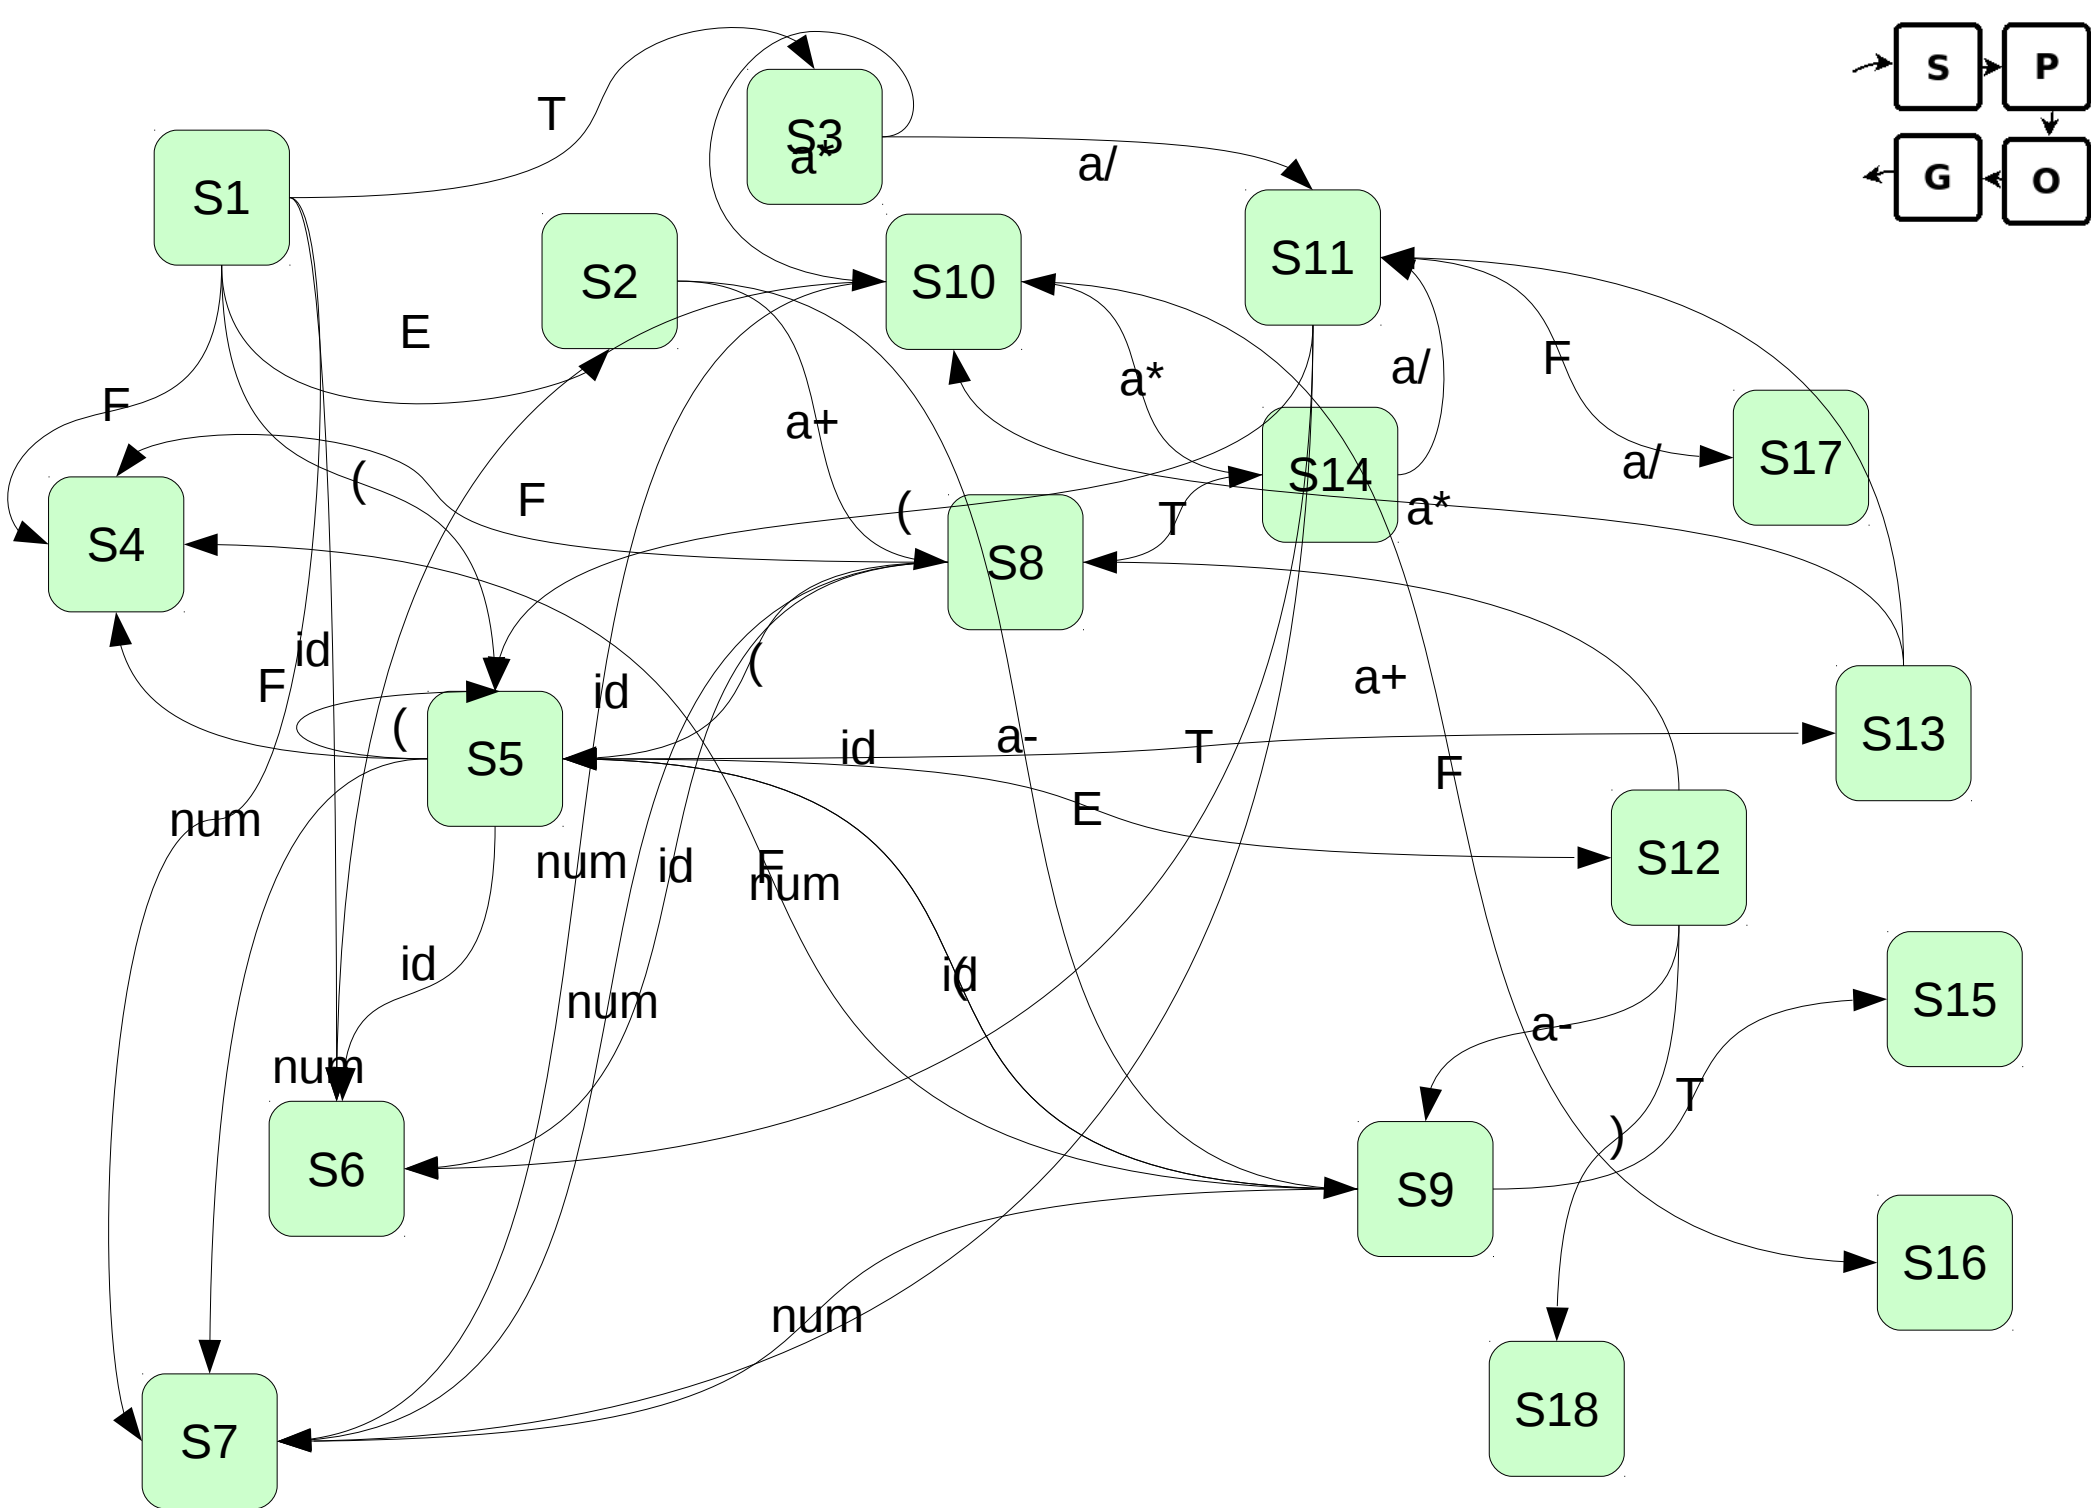 S
P
T
S3
a*
a/
S1
G
O
S11
S2
S10
E
F
a*
a/
F
F
a+
S17
a/
(
F
(
T
S14
a*
S4
S8
id
F
id
(
a+
(
S5
id
a-
T
S13
E
F
num
num
id
F
num
S12
id
id
(
num
S15
a-
num
T
)
S6
S9
S16
num
S18
S7